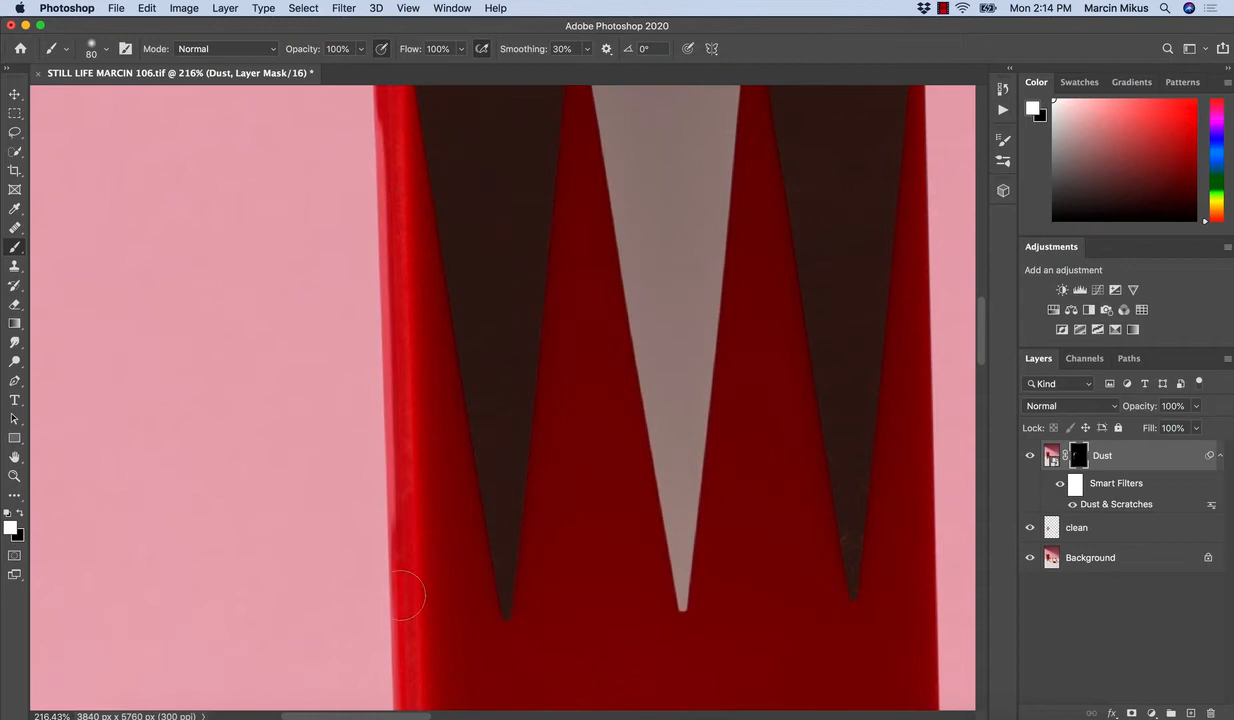 Photoshop File Edit Image Layer Type Select Filter 3D View Window Help Mon 2:14 PM Marcin Mikus
Adobe Photoshop 2020
80 Mode: Normal Opacity: 100% Flow: 100% Smoothing: 30% 0°
STILL LIFE MARCIN 106.tif @ 216% (Dust, Layer Mask/16) *
Color Swatches Gradients Patterns
Adjustments
Add an adjustment
Layers Channels Paths
Kind
Normal Opacity: 100%
Lock: Fill: 100%
Dust
Smart Filters
Dust & Scratches
clean
Background
216.43% 3840 px x 5760 px (300 ppi)